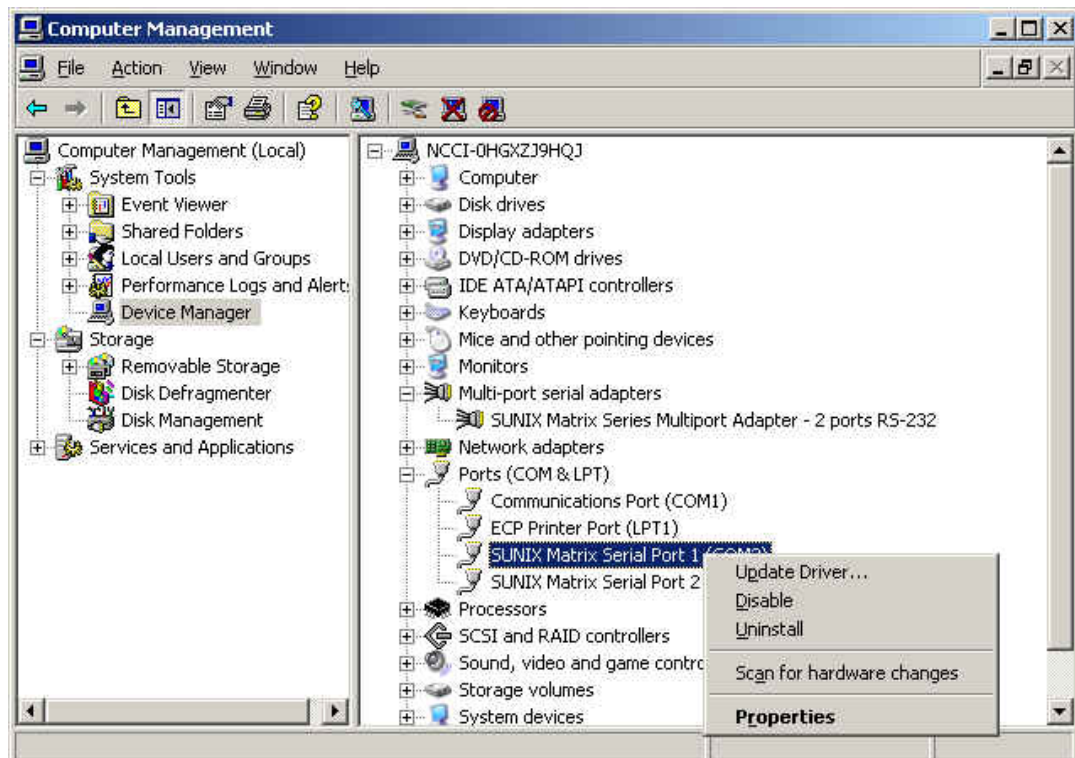 Computer Management
File Action View Window Help
Computer Management (Local)
System Tools
Event Viewer
Shared Folders
Local Users and Groups
Performance Logs and Alert
Device Manager
Storage
Removable Storage
Disk Defragmenter
Disk Management
Services and Applications
NCCI-0HGXZJ9HQJ
Computer
Disk drives
Display adapters
DVD/CD-ROM drives
IDE ATA/ATAPI controllers
Keyboards
Mice and other pointing devices
Monitors
Multi-port serial adapters
SUNIX Matrix Series Multiport Adapter - 2 ports RS-232
Network adapters
Ports (COM & LPT)
Communications Port (COM1)
ECP Printer Port (LPT1)
SUNIX Matrix Serial Port 1
SUNIX Matrix Serial Port 2
Processors
SCSI and RAID controllers
Sound, video and game contro
Storage volumes
System devices
Update Driver...
Disable
Uninstall
Scan for hardware changes
Properties